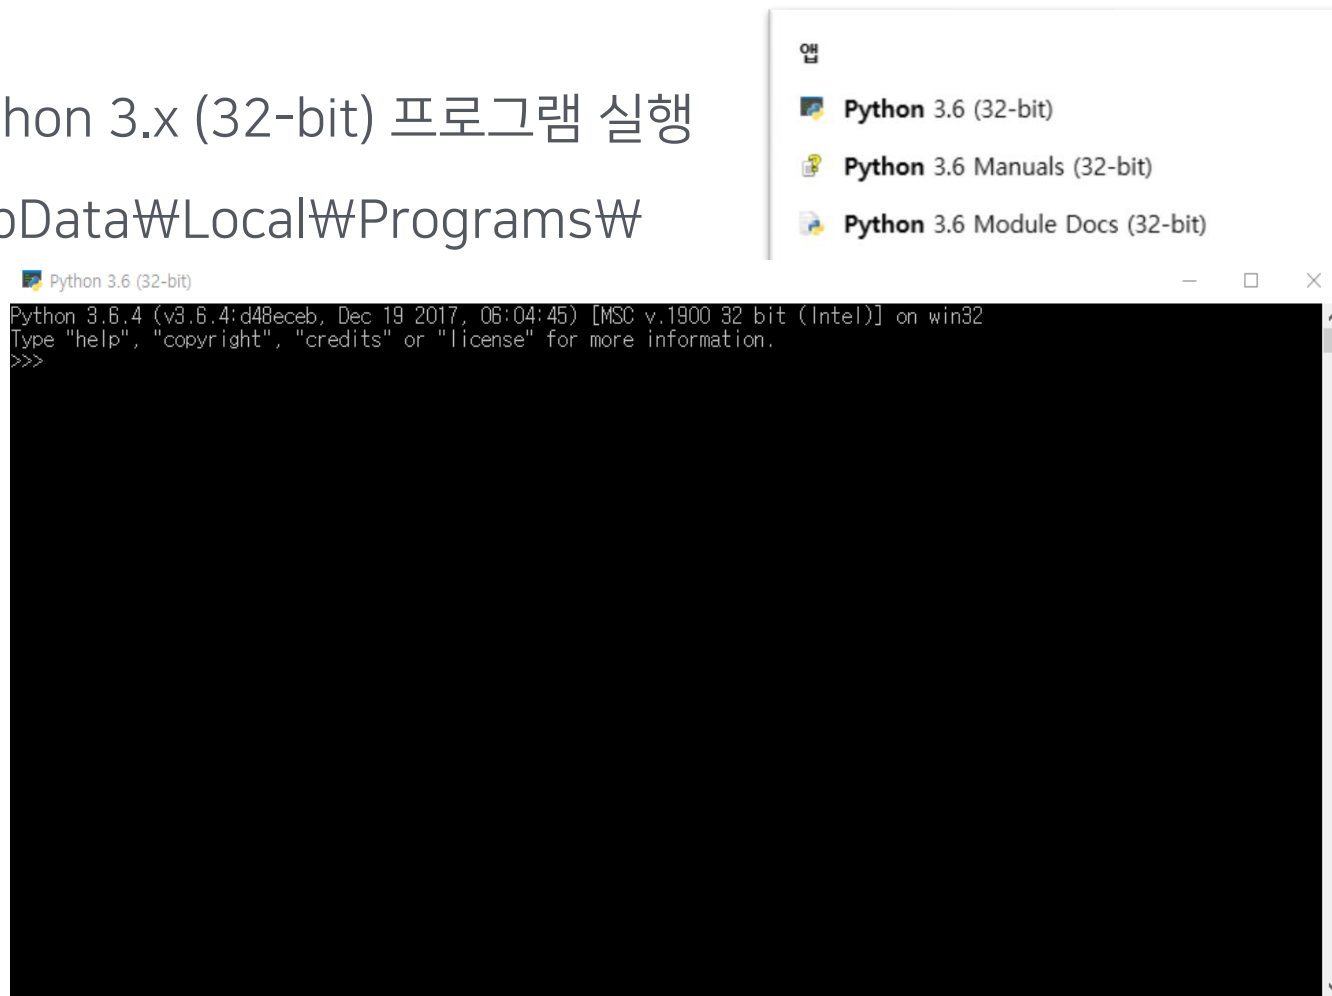 hon 3.x (32-bit) 프로그램 실행
pData₩Local₩Programs₩
앱
Python 3.6 (32-bit)
Python 3.6 Manuals (32-bit)
Python 3.6 Module Docs (32-bit)
Python 3.6 (32-bit)
Python 3.6.4 (v3.6.4:d48eceb, Dec 19 2017, 06:04:45) [MSC v.1900 32 bit (Intel)] on win32
Type "help", "copyright", "credits" or "license" for more information.
>>>